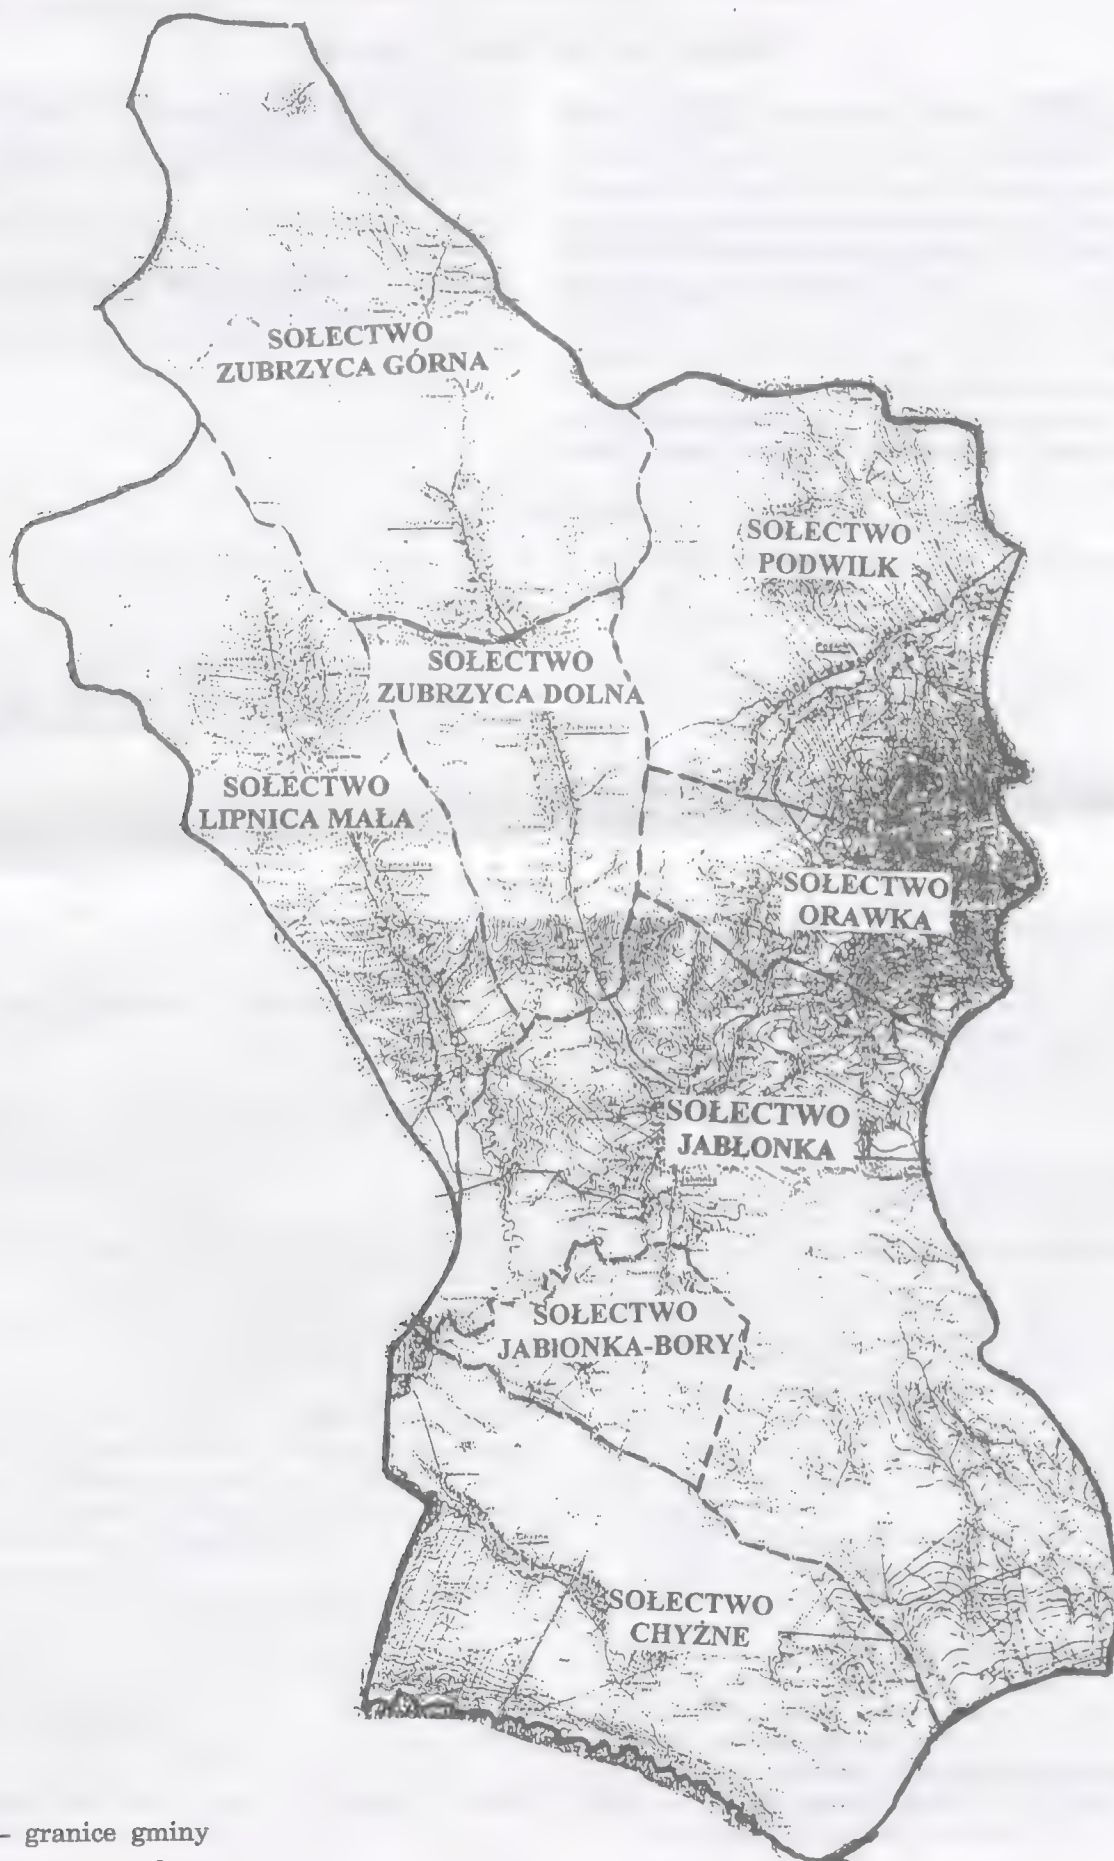 SOŁECTWO
ZUBRZYCA GÓRNA
SOŁECTWO
PODWILK
SOŁECTWO
ZUBRZYCA DOLNA
SOŁECTWO
LIPNICA MAŁA
SOŁECTWO
ORAWKA
SOŁECTWO
JABŁONKA
SOŁECTWO
JABIONKA-BORY
SOŁECTWO
CHYŻNE
– granice gminy